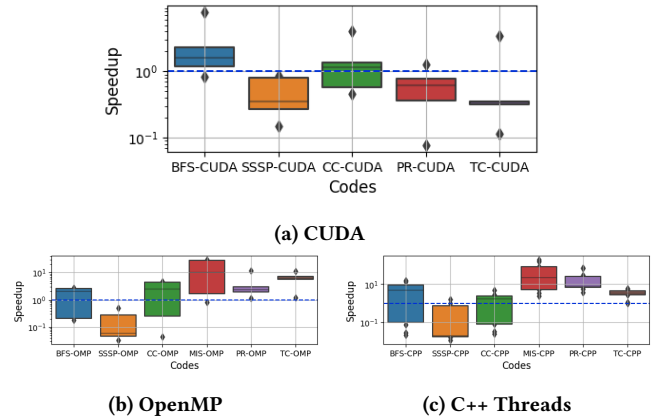 Speedup
10^0
10^-1
BFS-CUDA SSSP-CUDA CC-CUDA PR-CUDA TC-CUDA
Codes
(a) CUDA
Speedup
10^1
10^0
10^-1
BFS-OMP SSSP-OMP CC-OMP MIS-OMP PR-OMP TC-OMP
Codes
(b) OpenMP
Speedup
10^1
10^-1
BFS-CPP SSSP-CPP CC-CPP MIS-CPP PR-CPP TC-CPP
Codes
(c) C++ Threads